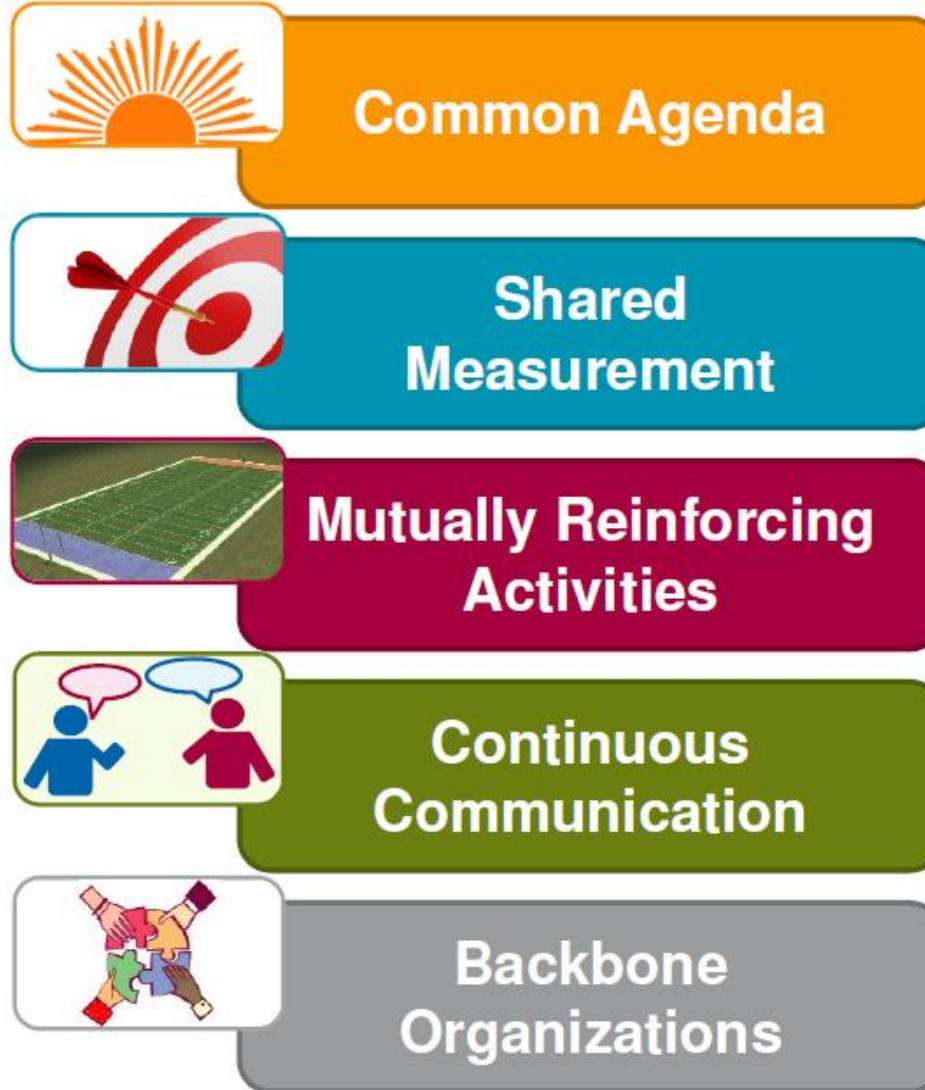 Common Agenda
Shared
Measurement
Mutually Reinforcing
Activities
Continuous
Communication
Backbone
Organizations